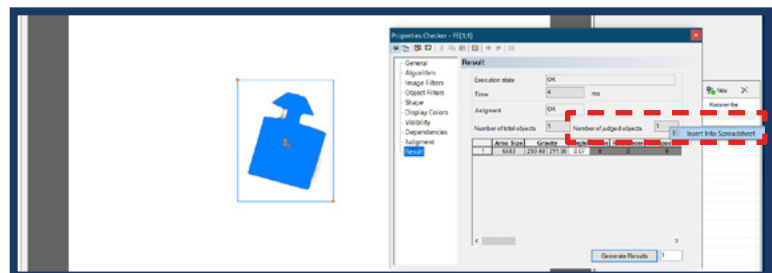 Properties Checker - FE[1;1]
General
Algorithm
Image Filters
Object Filters
Shape
Display Colors
Visibility
Dependencies
Judgment
Result
Result
Execution state OK
Time 4 ms
Judgment OK
Number of total objects 1 Number of judged objects 1
Insert Into Spreadsheet
Area Size Gravity
1
Generate Results 1
New
Kommentar